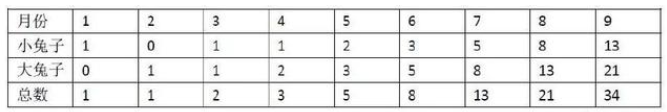 月份 1 2 3 4 5 6 7 8 9
小兔子 1 0 1 1 2 3 5 8 13
大兔子 0 1 1 2 3 5 8 13 21
总数 1 1 2 3 5 8 13 21 34